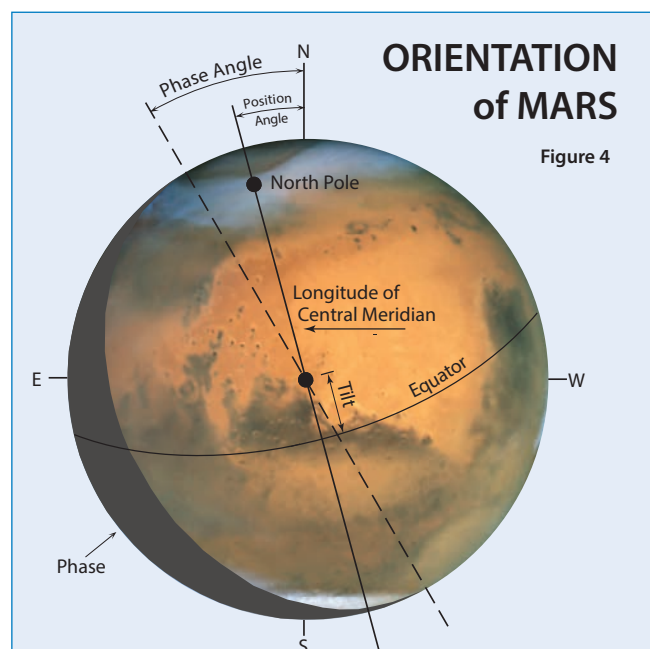 ORIENTATION
of MARS
Figure 4
N
Phase Angle
Position
Angle
North Pole
Longitude of
Central Meridian
E
W
Tilt
Equator
Phase
S